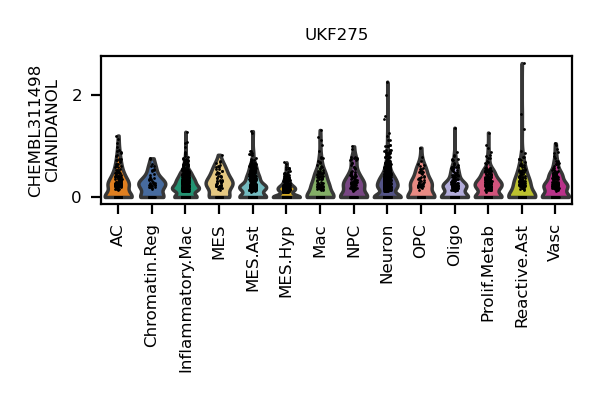 UKF275
CHEMBL311498
CIANIDANOL
2
0
AC
Chromatin.Reg
Inflammatory.Mac
MES
MES.Ast
MES.Hyp
Mac
NPC
Neuron
OPC
Oligo
Prolif.Metab
Reactive.Ast
Vasc